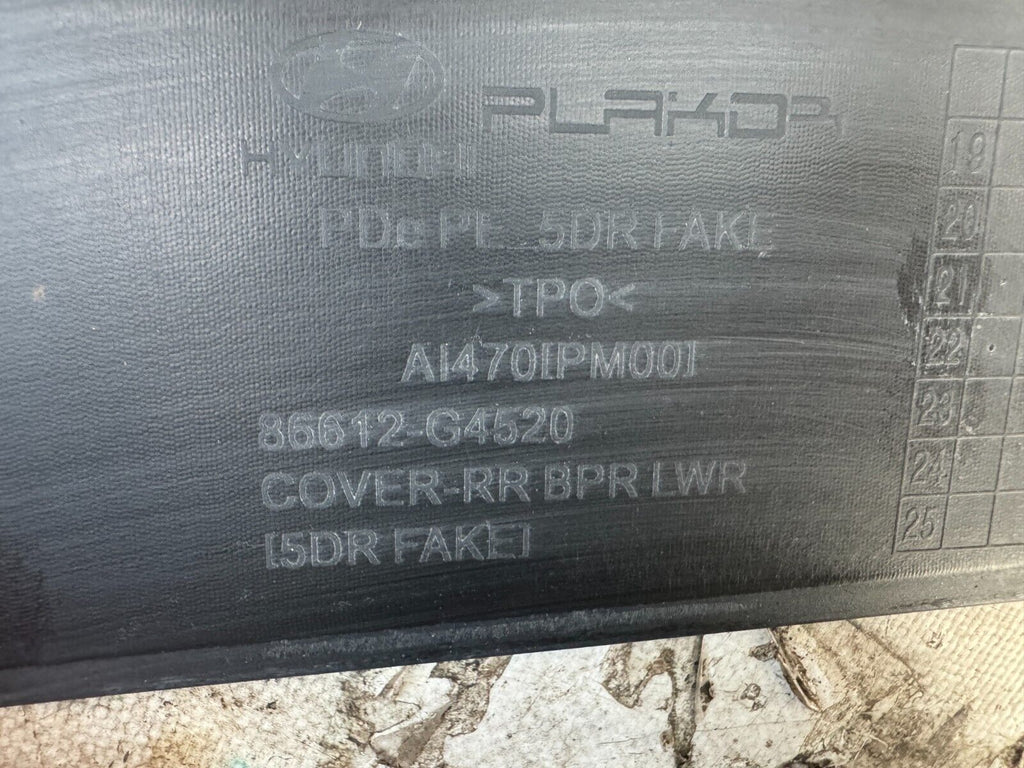 HYUNDAI
PLAKOR
PDe PE 5DR FAKE
>TPO<
AI470[PM00]
86612-G4520
COVER-RR BPR LWR
[5DR FAKE]
19
20
21
22
23
24
25